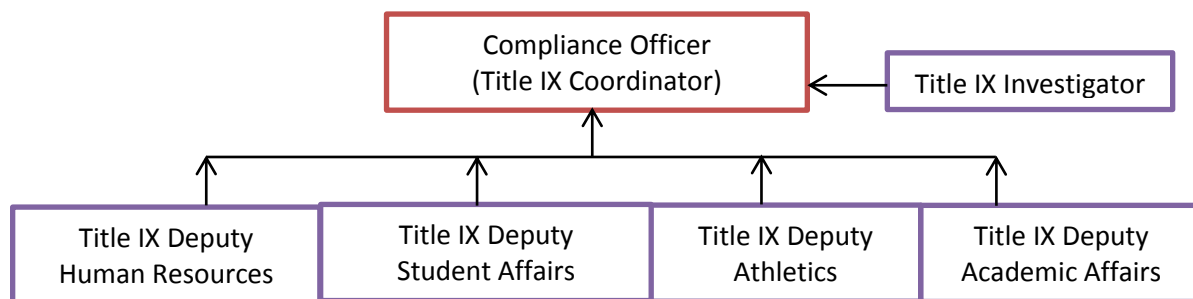 Compliance Officer
(Title IX Coordinator)
Title IX Investigator
Title IX Deputy
Human Resources
Title IX Deputy
Student Affairs
Title IX Deputy
Athletics
Title IX Deputy
Academic Affairs